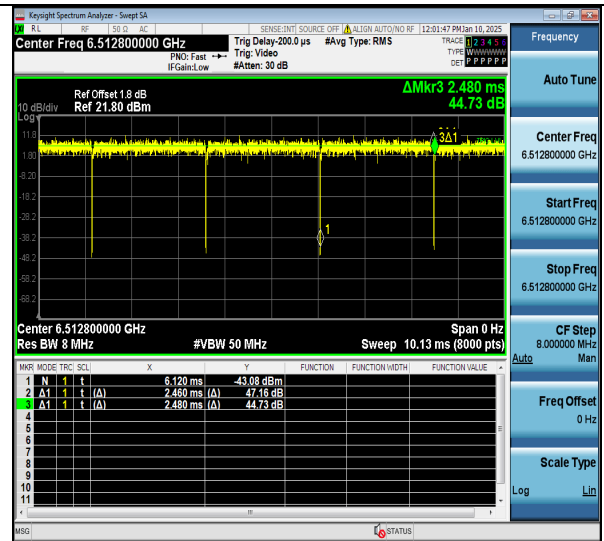 Keysight Spectrum Analyzer - Swept SA
RL RF 50 Ω AC SENSE:INT SOURCE OFF ALIGN AUTO/NO RF 12:01:47 PM Jan 10, 2025
Center Freq 6.512800000 GHz
PNO: Fast
IFGain:Low
Trig Delay-200.0 µs
Trig: Video
#Atten: 30 dB
#Avg Type: RMS
TRACE 1 2 3 4 5 6
TYPE WWWWWW
DET P P P P P P
ΔMkr3 2.480 ms
44.73 dB
Ref Offset 1.8 dB
Ref 21.80 dBm
10 dB/div
Log
11.8
1.80
-8.20
-18.2
-28.2
-38.2
-48.2
-58.2
-68.2
3Δ1
1
Center 6.512800000 GHz
Span 0 Hz
Res BW 8 MHz
#VBW 50 MHz
Sweep 10.13 ms (8000 pts)
MKR MODE TRC SCL X Y FUNCTION FUNCTION WIDTH FUNCTION VALUE
1 N 1 t 6.120 ms -43.08 dBm
2 Δ1 1 t (Δ) 2.460 ms (Δ) 47.16 dB
3 Δ1 1 t (Δ) 2.480 ms (Δ) 44.73 dB
4
5
6
7
8
9
10
11
MSG
STATUS
Frequency
Auto Tune
Center Freq
6.512800000 GHz
Start Freq
6.512800000 GHz
Stop Freq
6.512800000 GHz
CF Step
8.000000 MHz
Auto Man
Freq Offset
0 Hz
Scale Type
Log Lin